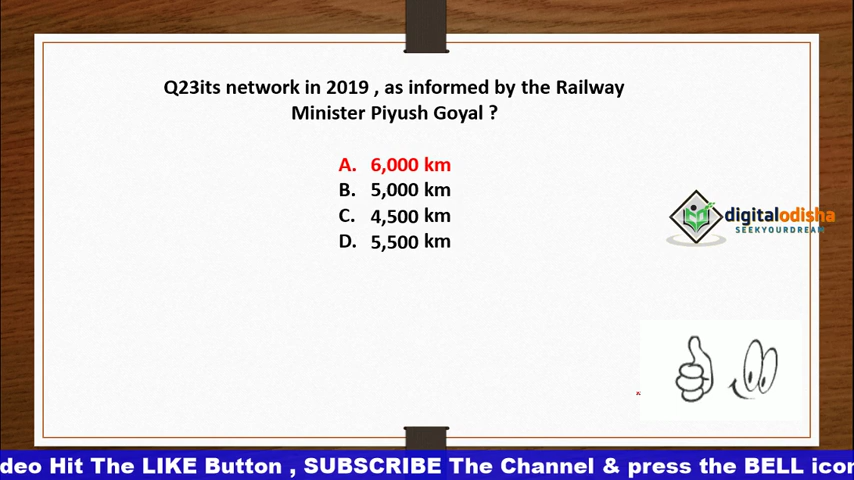 Q23its network in 2019 , as informed by the Railway
Minister Piyush Goyal ?
A. 6,000 km
B. 5,000 km
C. 4,500 km
D. 5,500 km
digitalodisha
SEEKYOURDREAM
deo Hit The LIKE Button , SUBSCRIBE The Channel & press the BELL icon